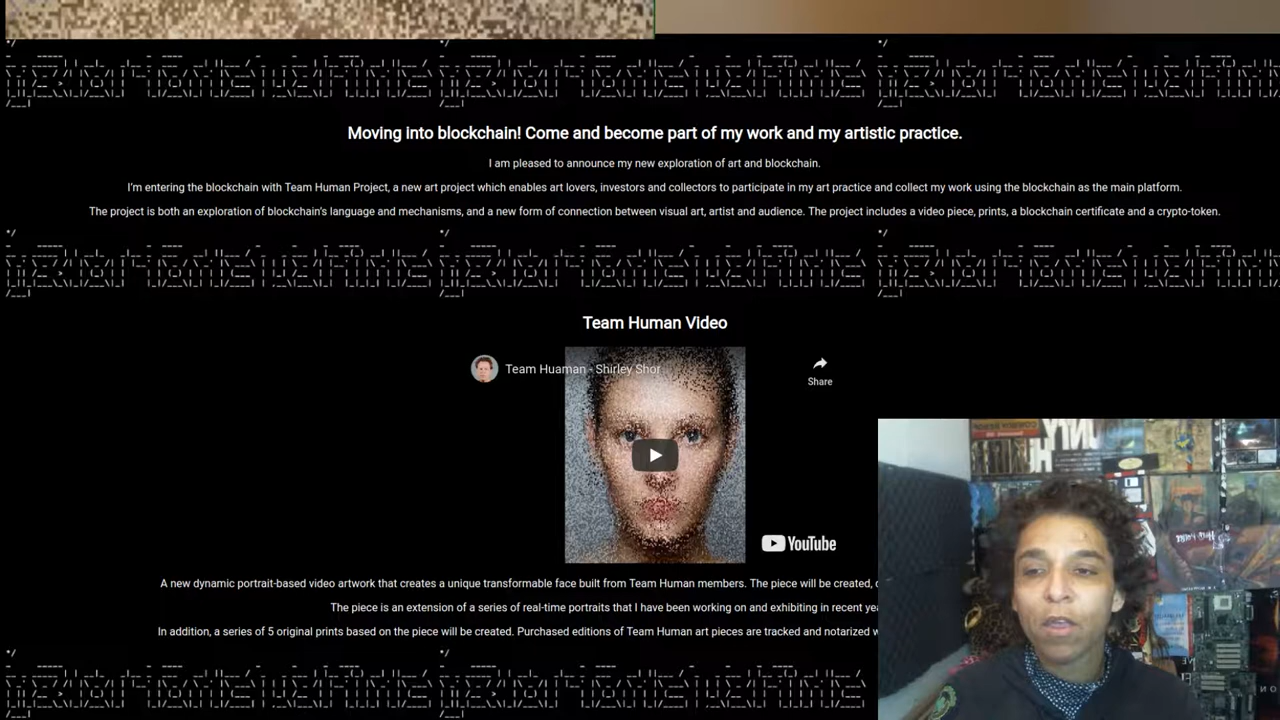 Moving into blockchain! Come and become part of my work and my artistic practice.
I am pleased to announce my new exploration of art and blockchain.
I'm entering the blockchain with Team Human Project, a new art project which enables art lovers, investors and collectors to participate in my art practice and collect my work using the blockchain as the main platform.
The project is both an exploration of blockchain's language and mechanisms, and a new form of connection between visual art, artist and audience. The project includes a video piece, prints, a blockchain certificate and a crypto-token.
Team Human Video
Team Huaman - Shirley Shor
Share
YouTube
A new dynamic portrait-based video artwork that creates a unique transformable face built from Team Human members. The piece will be created,
The piece is an extension of a series of real-time portraits that I have been working on and exhibiting in recent
In addition, a series of 5 original prints based on the piece will be created. Purchased editions of Team Human art pieces are tracked and notarized